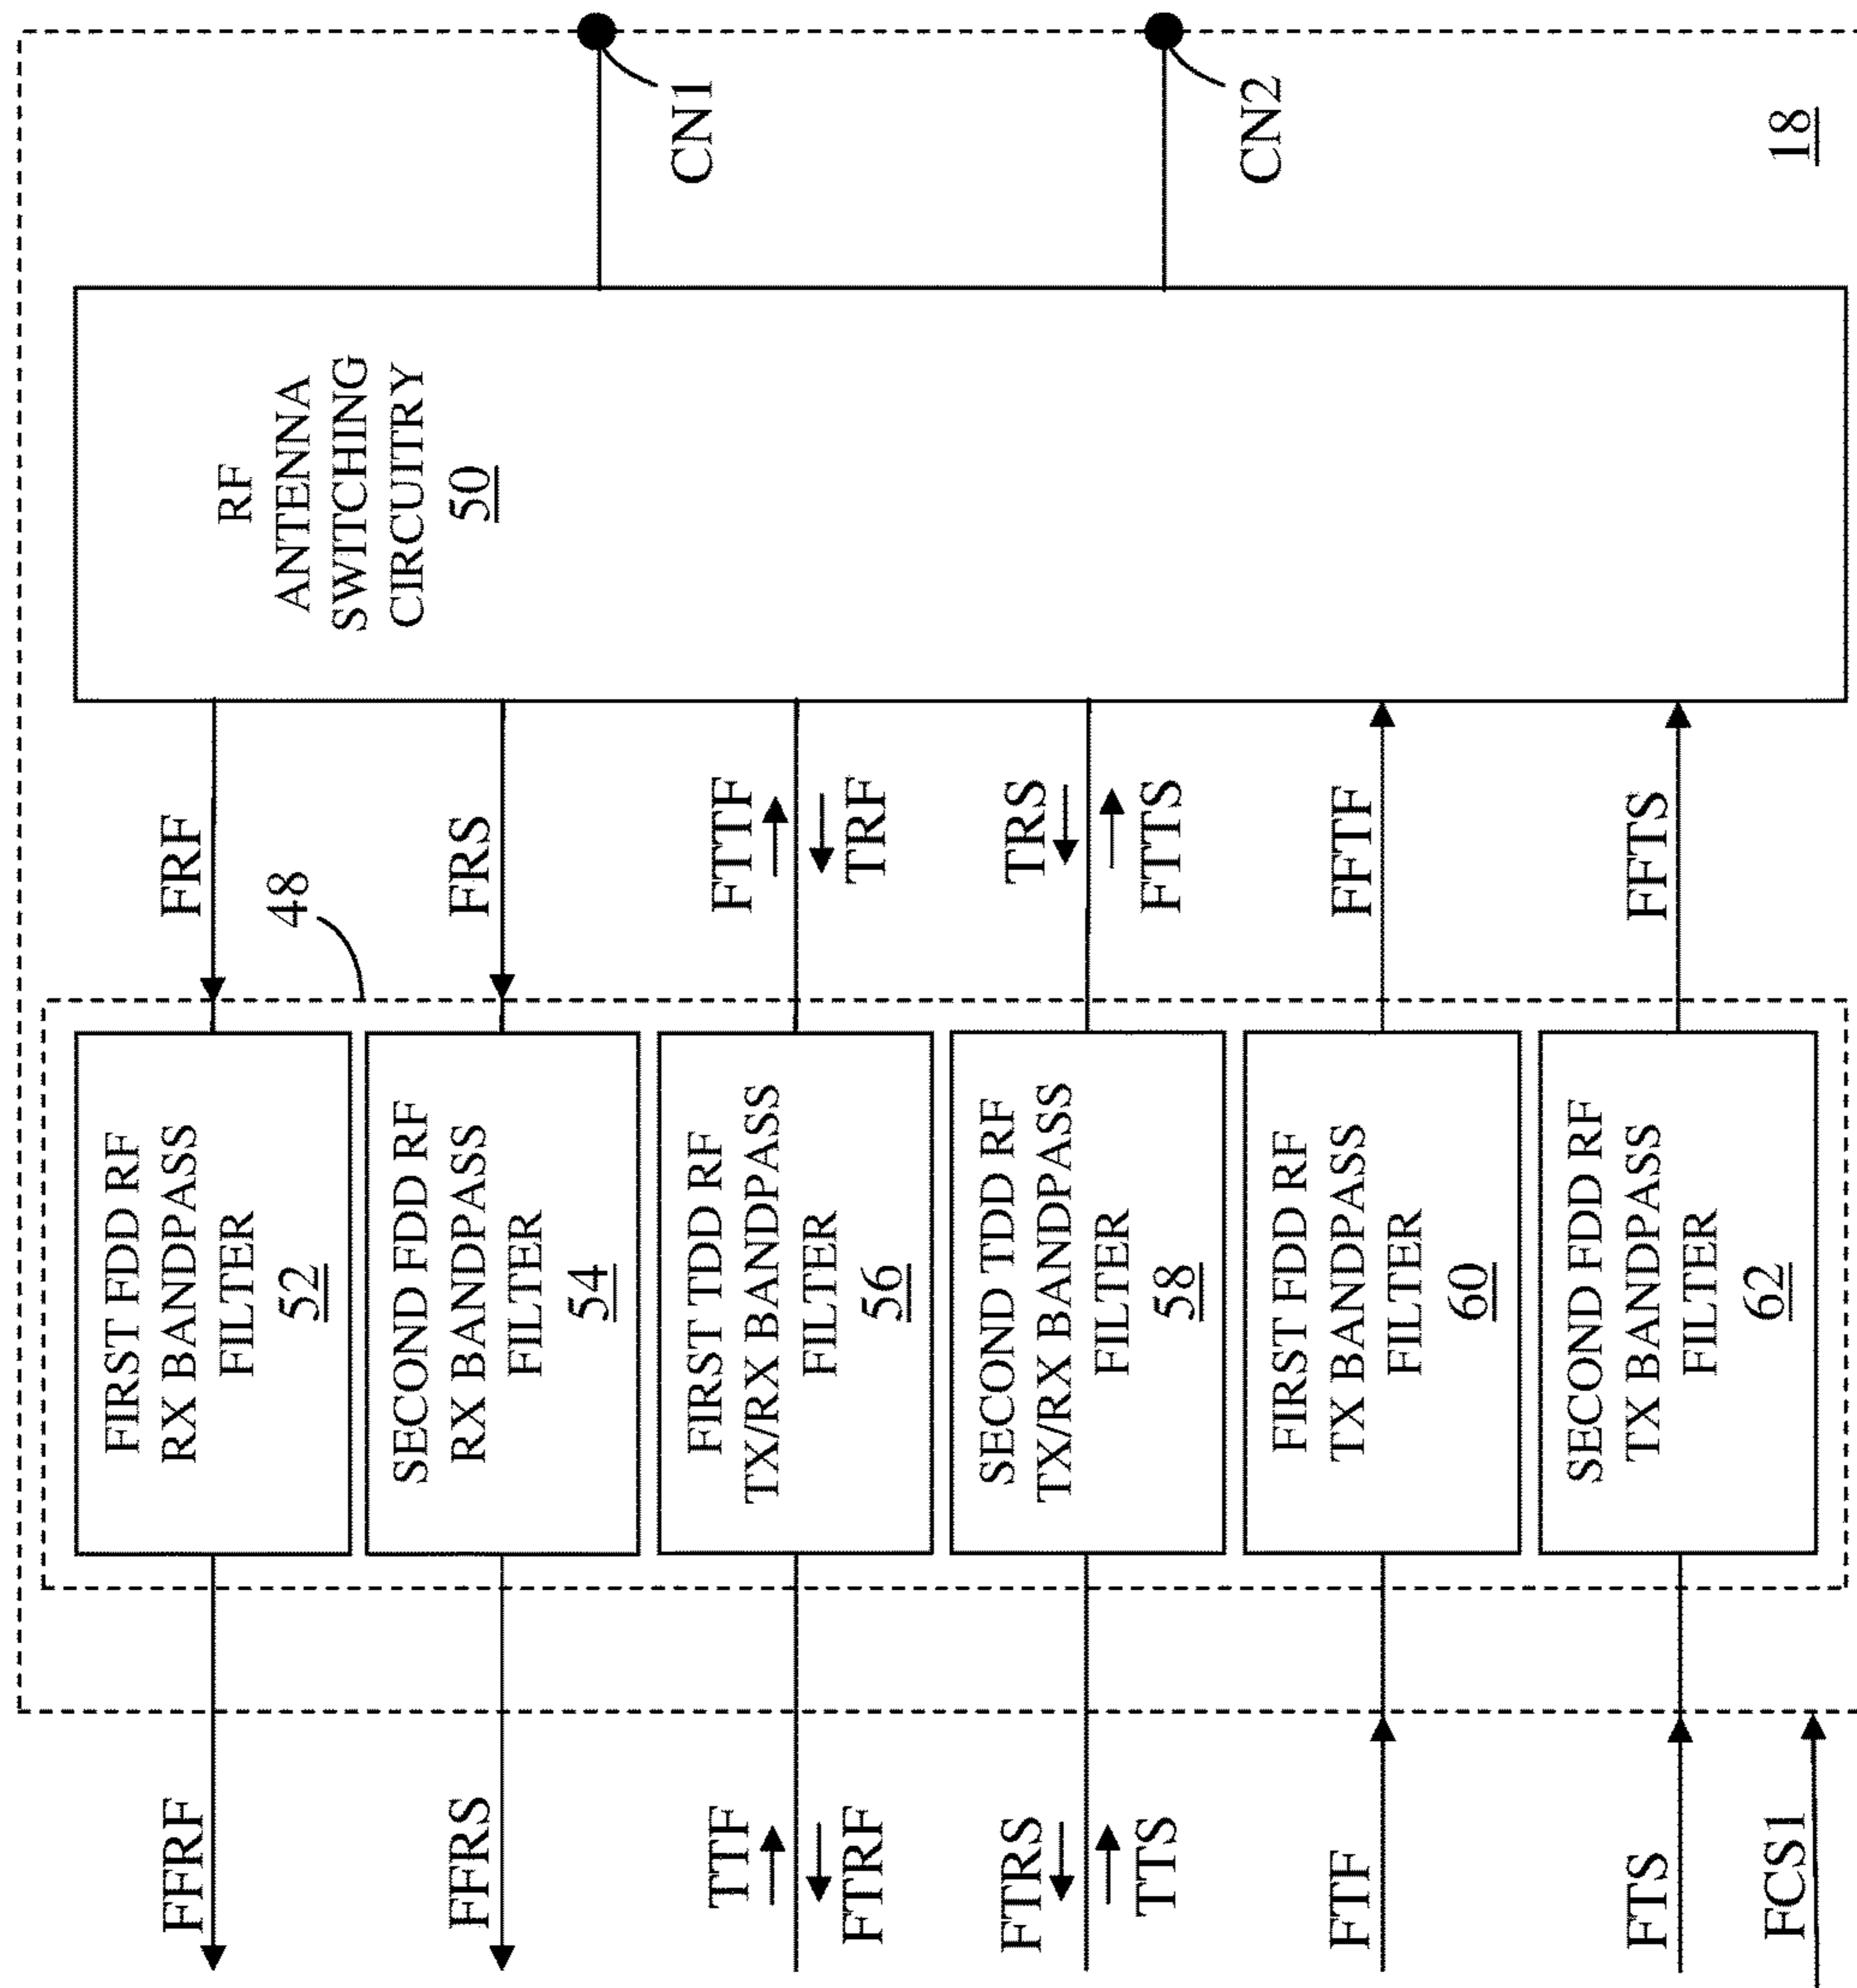 FFRF
FIRST FDD RF
RX BANDPASS
FILTER
52
FRF
48
RF
ANTENNA
SWITCHING
CIRCUITRY
50
FFRS
SECOND FDD RF
RX BANDPASS
FILTER
54
FRS
CN1
TTF
FTRF
FIRST TDD RF
TX/RX BANDPASS
FILTER
56
FTTF
TRF
FTRS
TTS
SECOND TDD RF
TX/RX BANDPASS
FILTER
58
TRS
FTTS
CN2
FTF
FIRST FDD RF
TX BANDPASS
FILTER
60
FFTF
FTS
SECOND FDD RF
TX BANDPASS
FILTER
62
FFTS
FCS1
18